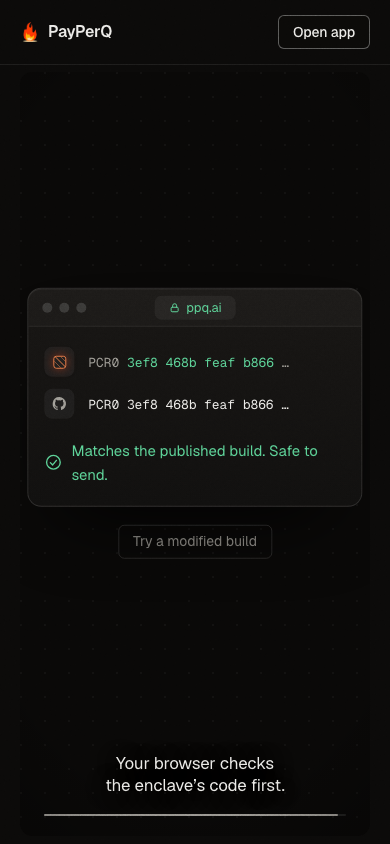 PayPerQ
Open app
ppq.ai
PCR0 3ef8 468b feaf b866 …
PCR0 3ef8 468b feaf b866 …
Matches the published build. Safe to
send.
Try a modified build
Your browser checks
the enclave’s code first.